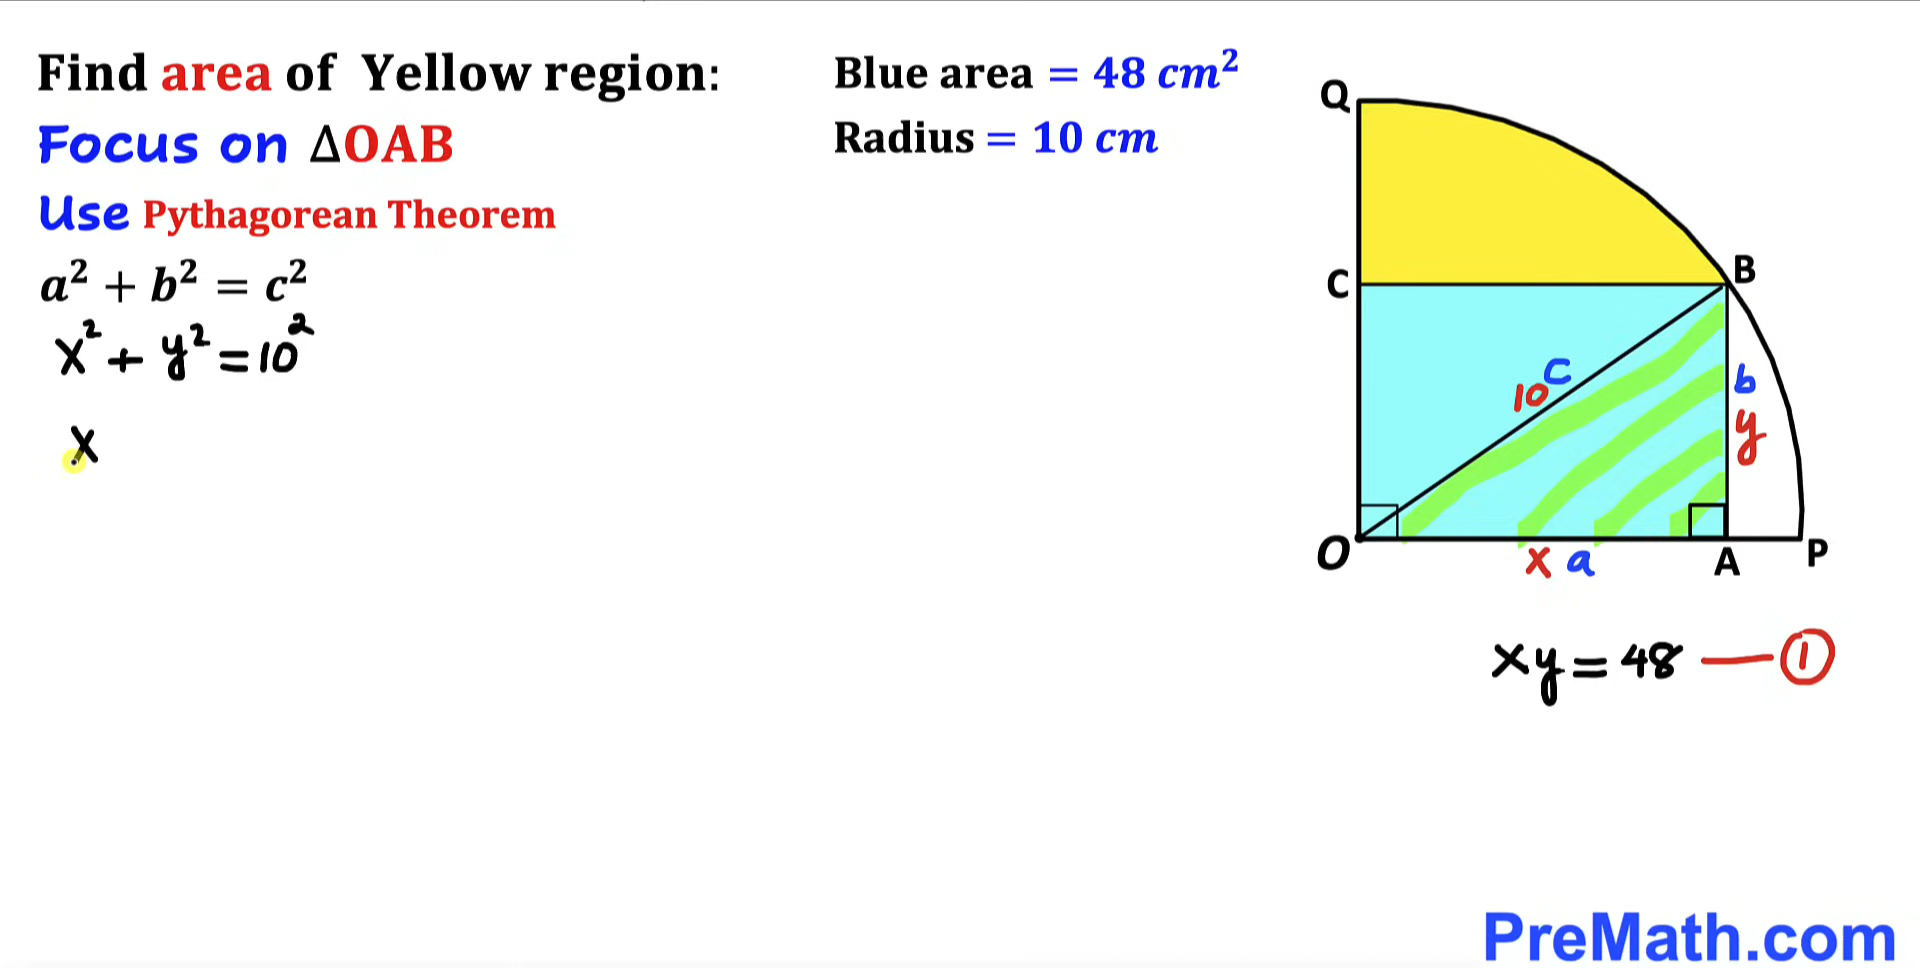 Find area of Yellow region:
Focus on ΔOAB
Use Pythagorean Theorem
a² + b² = c²
x² + y² = 10²
x
Blue area = 48 cm²
Radius = 10 cm
Q
C
B
10
C
b
y
O
x a
A
P
xy = 48 — ①
PreMath.com